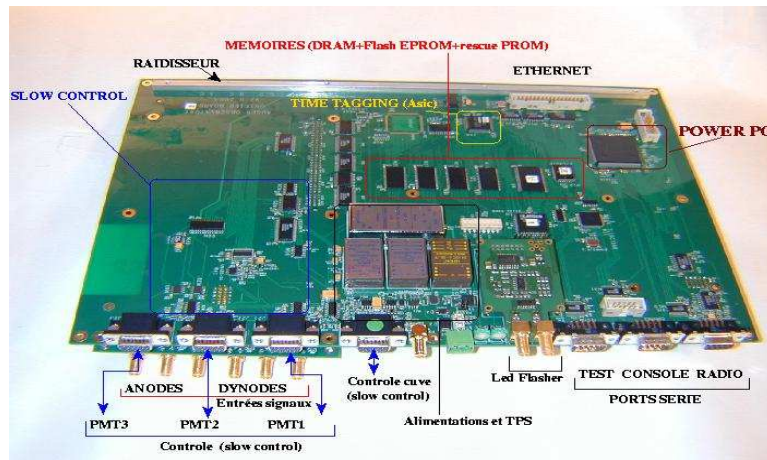 MEMOIRES (DRAM+Flash EPROM+rescue PROM)
RAIDISSEUR
ETHERNET
SLOW CONTROL
TIME TAGGING (Asic)
POWER PC
ANODES
DYNODES
Entrées signaux
PMT3
PMT2
PMT1
Controle (slow control)
Controle cuve
(slow control)
Alimentations et TPS
Led Flasher
TEST CONSOLE RADIO
PORTS SERIE